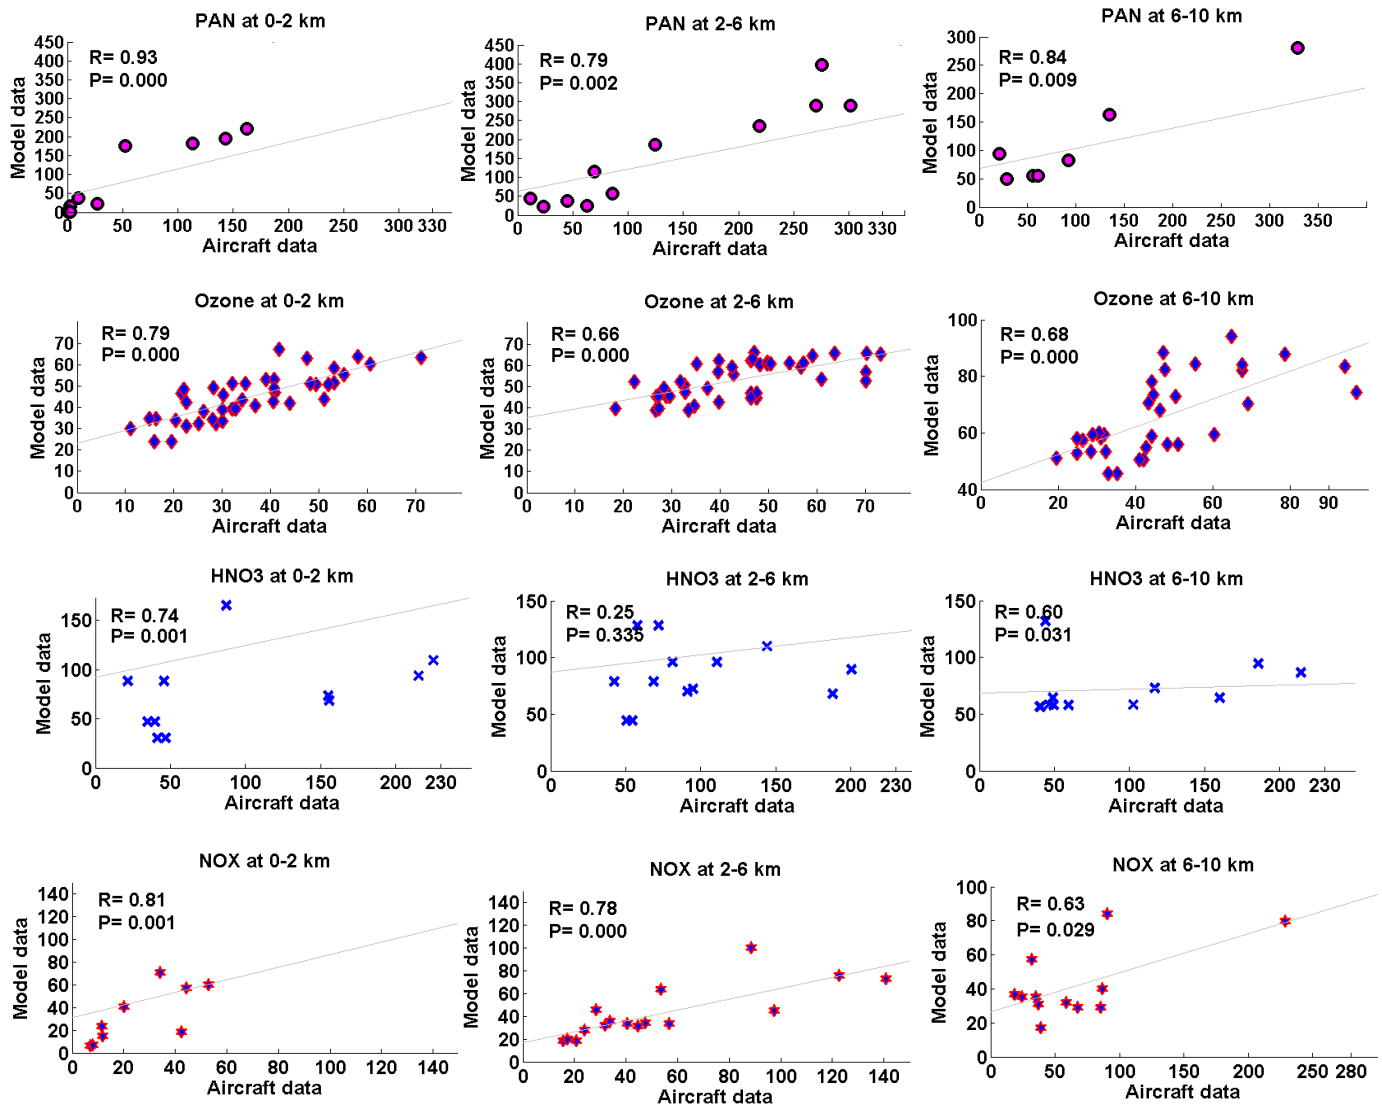 PAN at 0-2 km
R= 0.93
P= 0.000
Model data
450
400
350
300
250
200
150
100
50
0
0 50 100 150 200 250 300 330
Aircraft data
PAN at 2-6 km
R= 0.79
P= 0.002
Model data
450
400
350
300
250
200
150
100
50
0
0 50 100 150 200 250 300 330
Aircraft data
PAN at 6-10 km
R= 0.84
P= 0.009
Model data
300
250
200
150
100
50
0
0 50 100 150 200 250 300 350
Aircraft data
Ozone at 0-2 km
R= 0.79
P= 0.000
Model data
70
60
50
40
30
20
10
0
0 10 20 30 40 50 60 70
Aircraft data
Ozone at 2-6 km
R= 0.66
P= 0.000
Model data
70
60
50
40
30
20
10
0
0 10 20 30 40 50 60 70
Aircraft data
Ozone at 6-10 km
R= 0.68
P= 0.000
Model data
100
80
60
40
0 20 40 60 80 90
Aircraft data
HNO3 at 0-2 km
R= 0.74
P= 0.001
Model data
150
100
50
0
0 50 100 150 200 230
Aircraft data
HNO3 at 2-6 km
R= 0.25
P= 0.335
Model data
150
100
50
0
0 50 100 150 200 230
Aircraft data
HNO3 at 6-10 km
R= 0.60
P= 0.031
Model data
150
100
50
0
0 50 100 150 200 230
Aircraft data
NOX at 0-2 km
R= 0.81
P= 0.001
Model data
140
120
100
80
60
40
20
0
0 20 40 60 80 100 120 140
Aircraft data
NOX at 2-6 km
R= 0.78
P= 0.000
Model data
140
120
100
80
60
40
20
0
0 20 40 60 80 100 120 140
Aircraft data
NOX at 6-10 km
R= 0.63
P= 0.029
Model data
100
80
60
40
20
0
0 50 100 150 200 250 280
Aircraft data